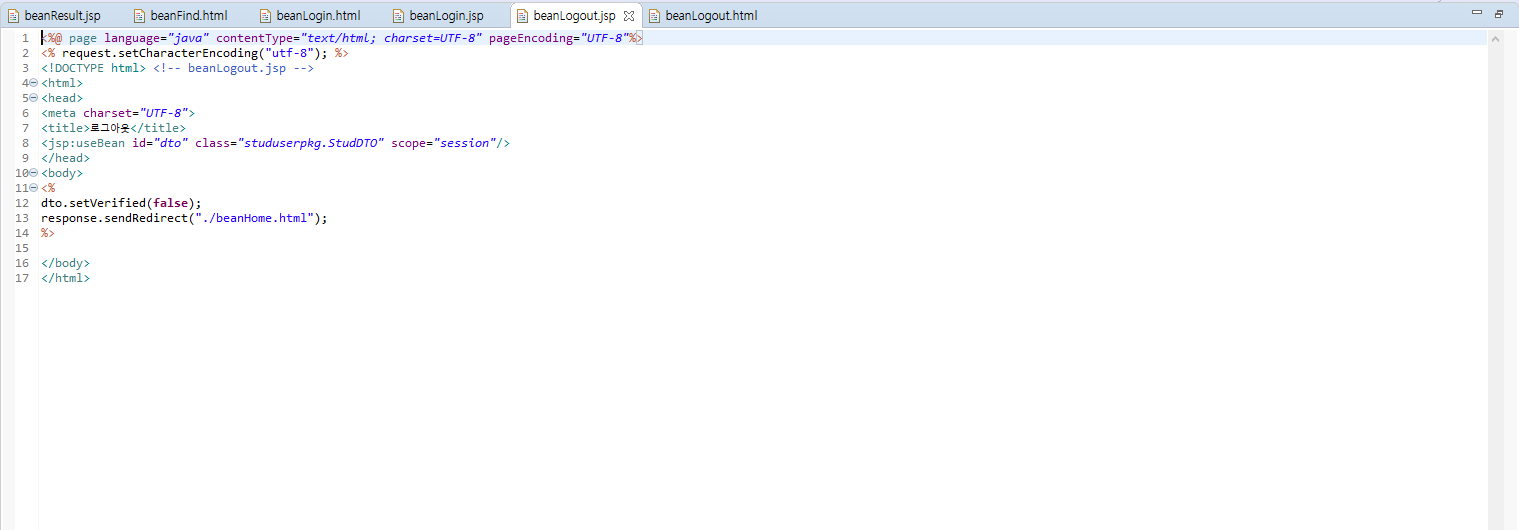 beanResult.jsp beanFind.html beanLogin.html beanLogin.jsp beanLogout.jsp beanLogout.html
1 <%@ page language="java" contentType="text/html; charset=UTF-8" pageEncoding="UTF-8"%>
2 <% request.setCharacterEncoding("utf-8"); %>
3 <!DOCTYPE html> <!-- beanLogout.jsp -->
4 <html>
5 <head>
6 <meta charset="UTF-8">
7 <title>로그아웃</title>
8 <jsp:useBean id="dto" class="studuserpkg.StudDTO" scope="session"/>
9 </head>
10 <body>
11 <%
12 dto.setVerified(false);
13 response.sendRedirect("./beanHome.html");
14 %>
15
16 </body>
17 </html>